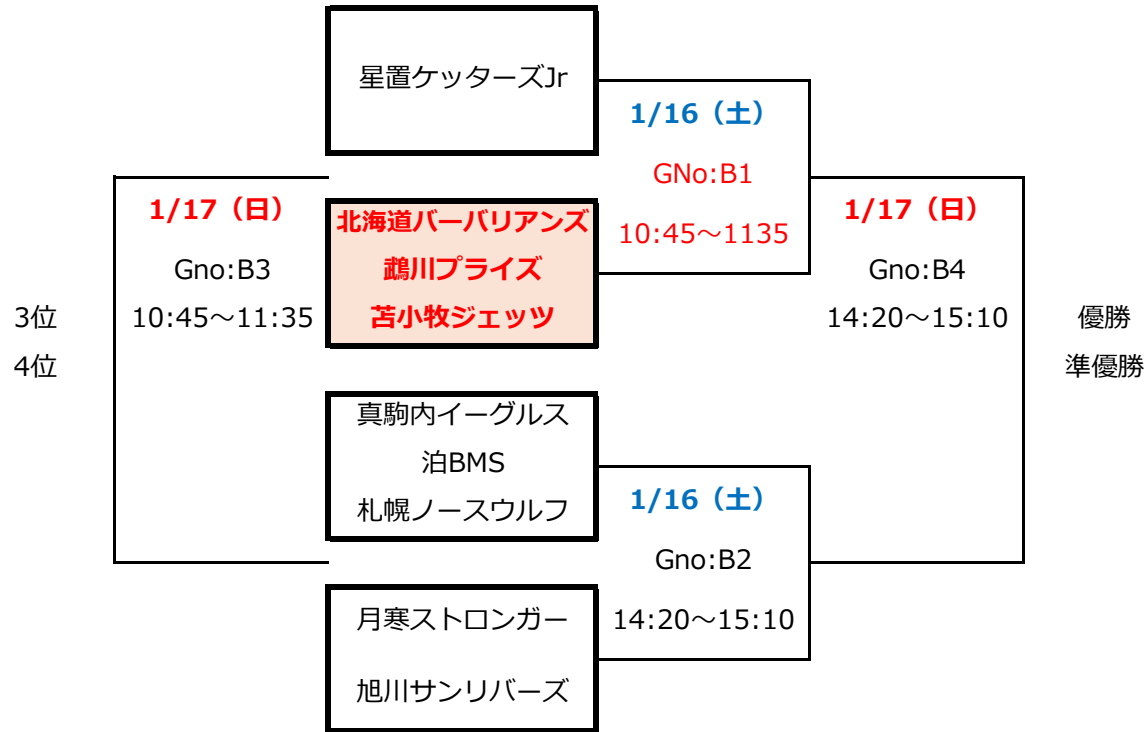 星置ケッターズJr
1/16（土）
GNo:B1
10:45～1135
北海道バーバリアンズ
鵡川プライズ
苫小牧ジェッツ
1/17（日）
Gno:B3
10:45～11:35
3位
4位
1/17（日）
Gno:B4
14:20～15:10
優勝
準優勝
真駒内イーグルス
泊BMS
札幌ノースウルフ
1/16（土）
Gno:B2
14:20～15:10
月寒ストロンガー
旭川サンリバーズ